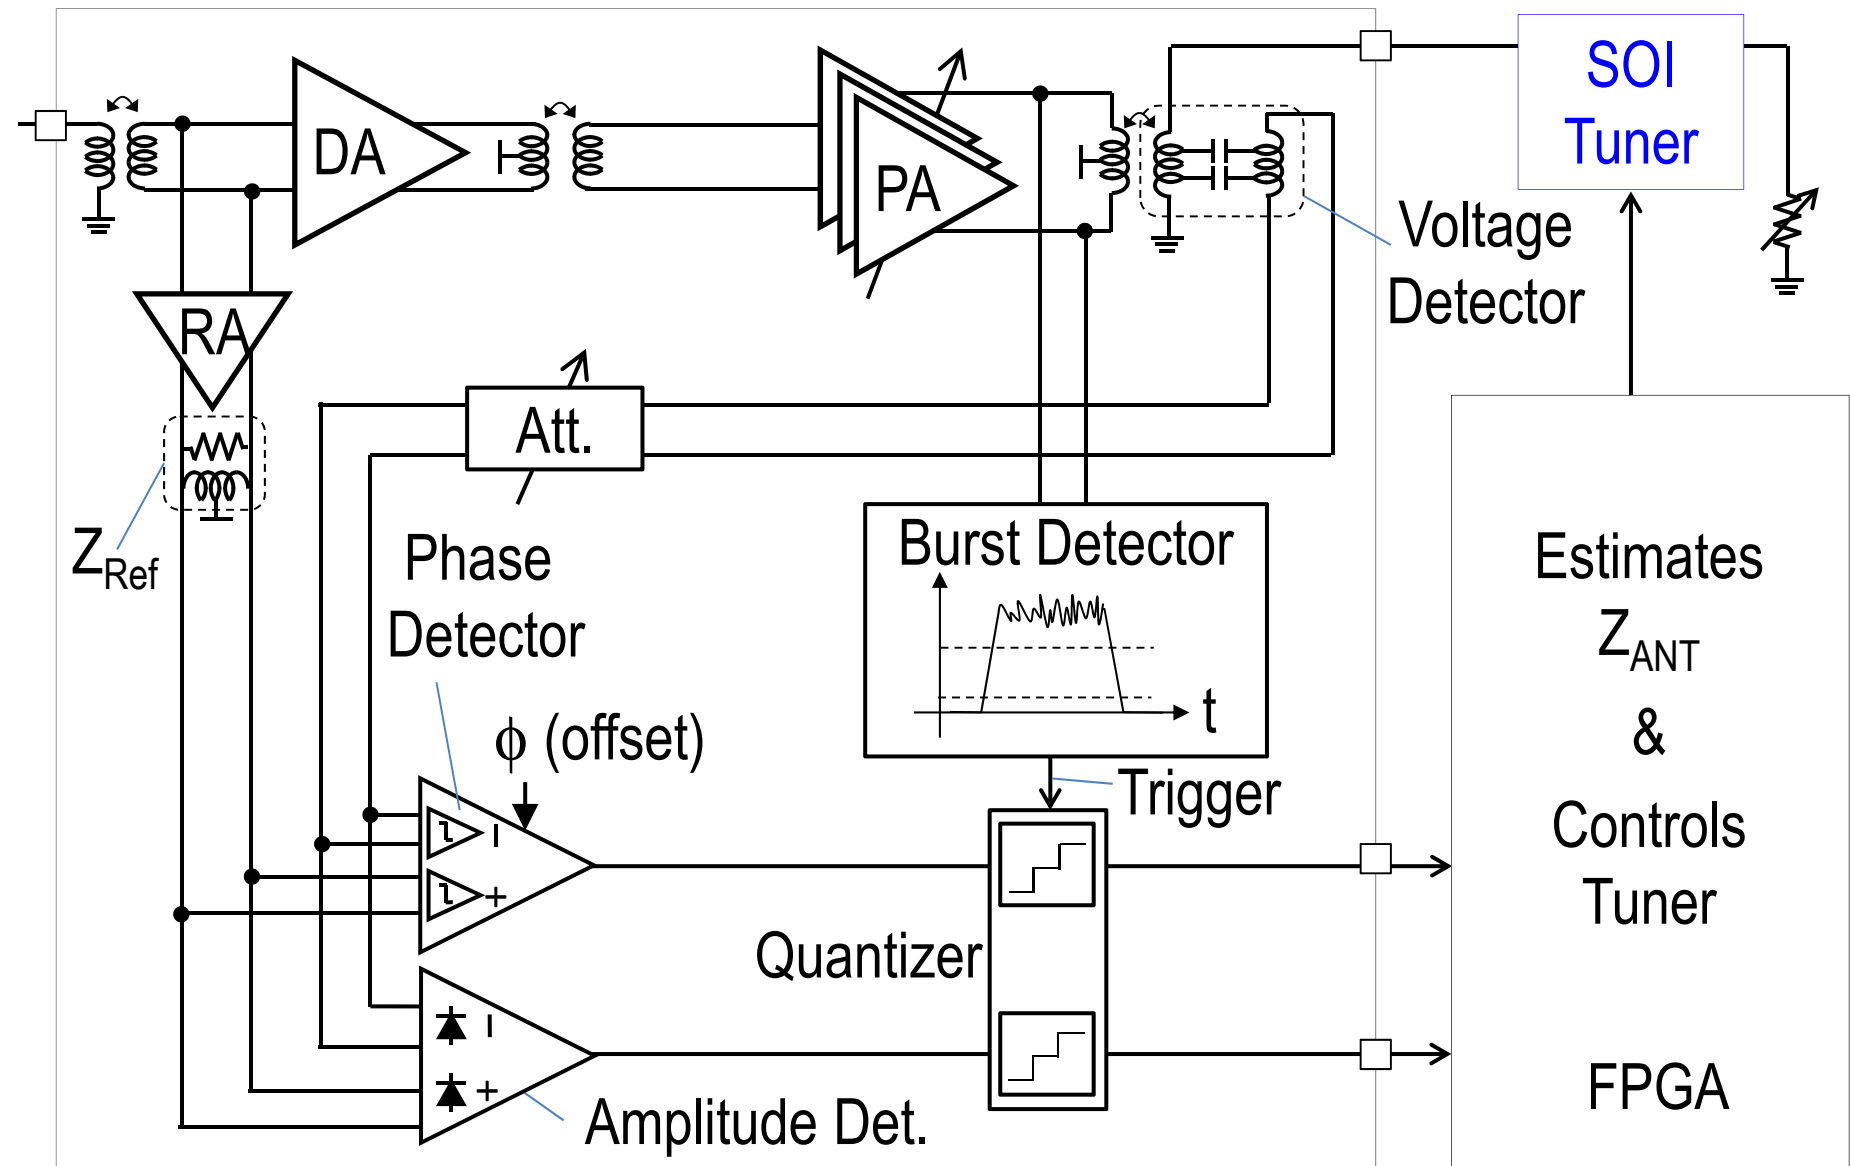 SOI
Tuner
DA
PA
Voltage
Detector
RA
Att.
Z_Ref
Phase
Detector
Burst Detector
t
Estimates
Z_ANT
&
Controls
Tuner
FPGA
ϕ (offset)
Trigger
I
+
Quantizer
I
+
Amplitude Det.